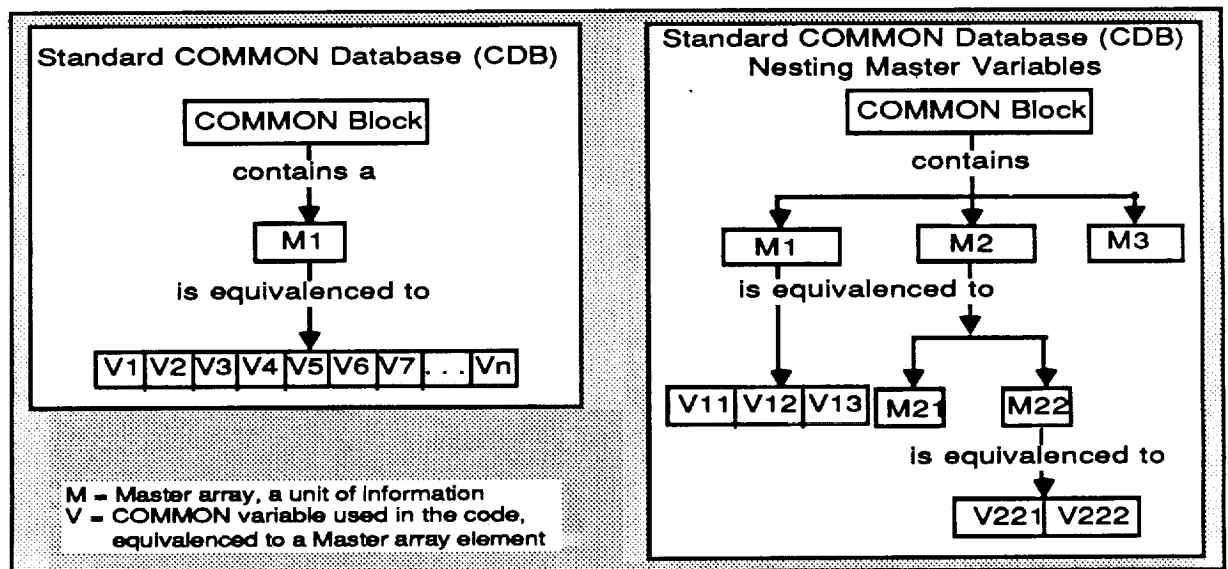 Standard COMMON Database (CDB)
COMMON Block
contains a
M1
is equivalenced to
V1 V2 V3 V4 V5 V6 V7 . . . Vn
M = Master array, a unit of information
V = COMMON variable used in the code,
equivalenced to a Master array element
Standard COMMON Database (CDB)
Nesting Master Variables
COMMON Block
contains
M1 M2 M3
is equivalenced to
V11 V12 V13 M21 M22
is equivalenced to
V221 V222